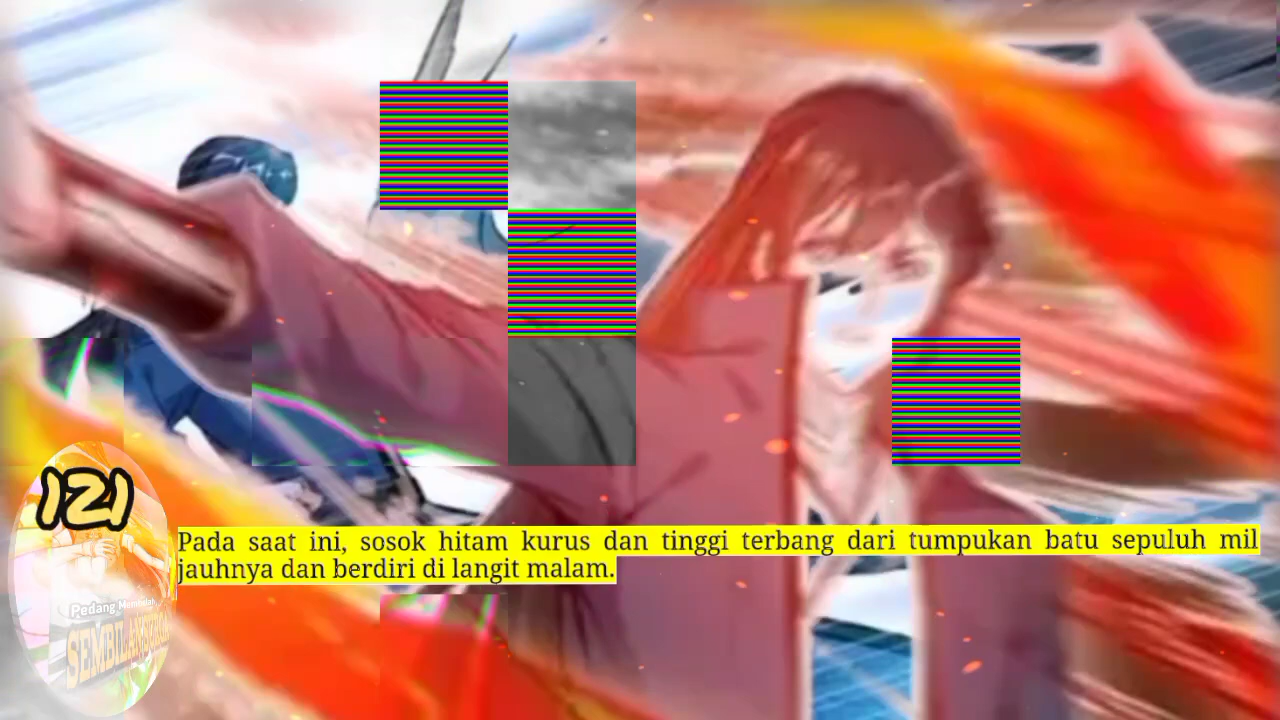 121
Pada saat ini, sosok hitam kurus dan tinggi terbang dari tumpukan batu sepuluh mil
jauhnya dan berdiri di langit malam.
Pedang